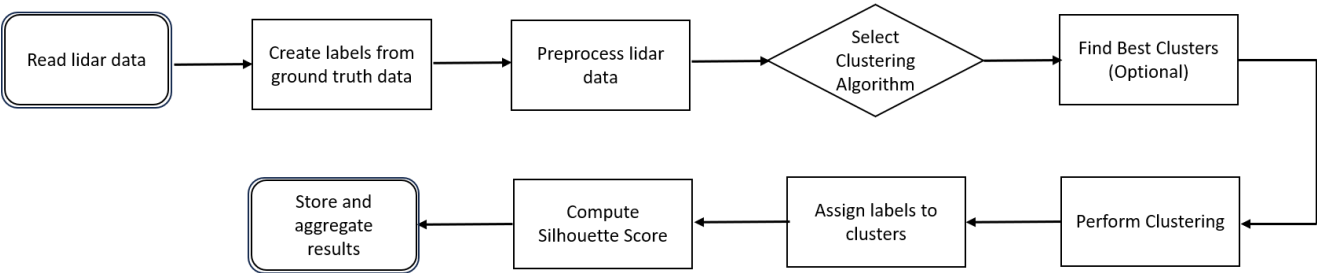 Read lidar data
Create labels from
ground truth data
Preprocess lidar
data
Select
Clustering
Algorithm
Find Best Clusters
(Optional)
Perform Clustering
Assign labels to
clusters
Compute
Silhouette Score
Store and
aggregate
results